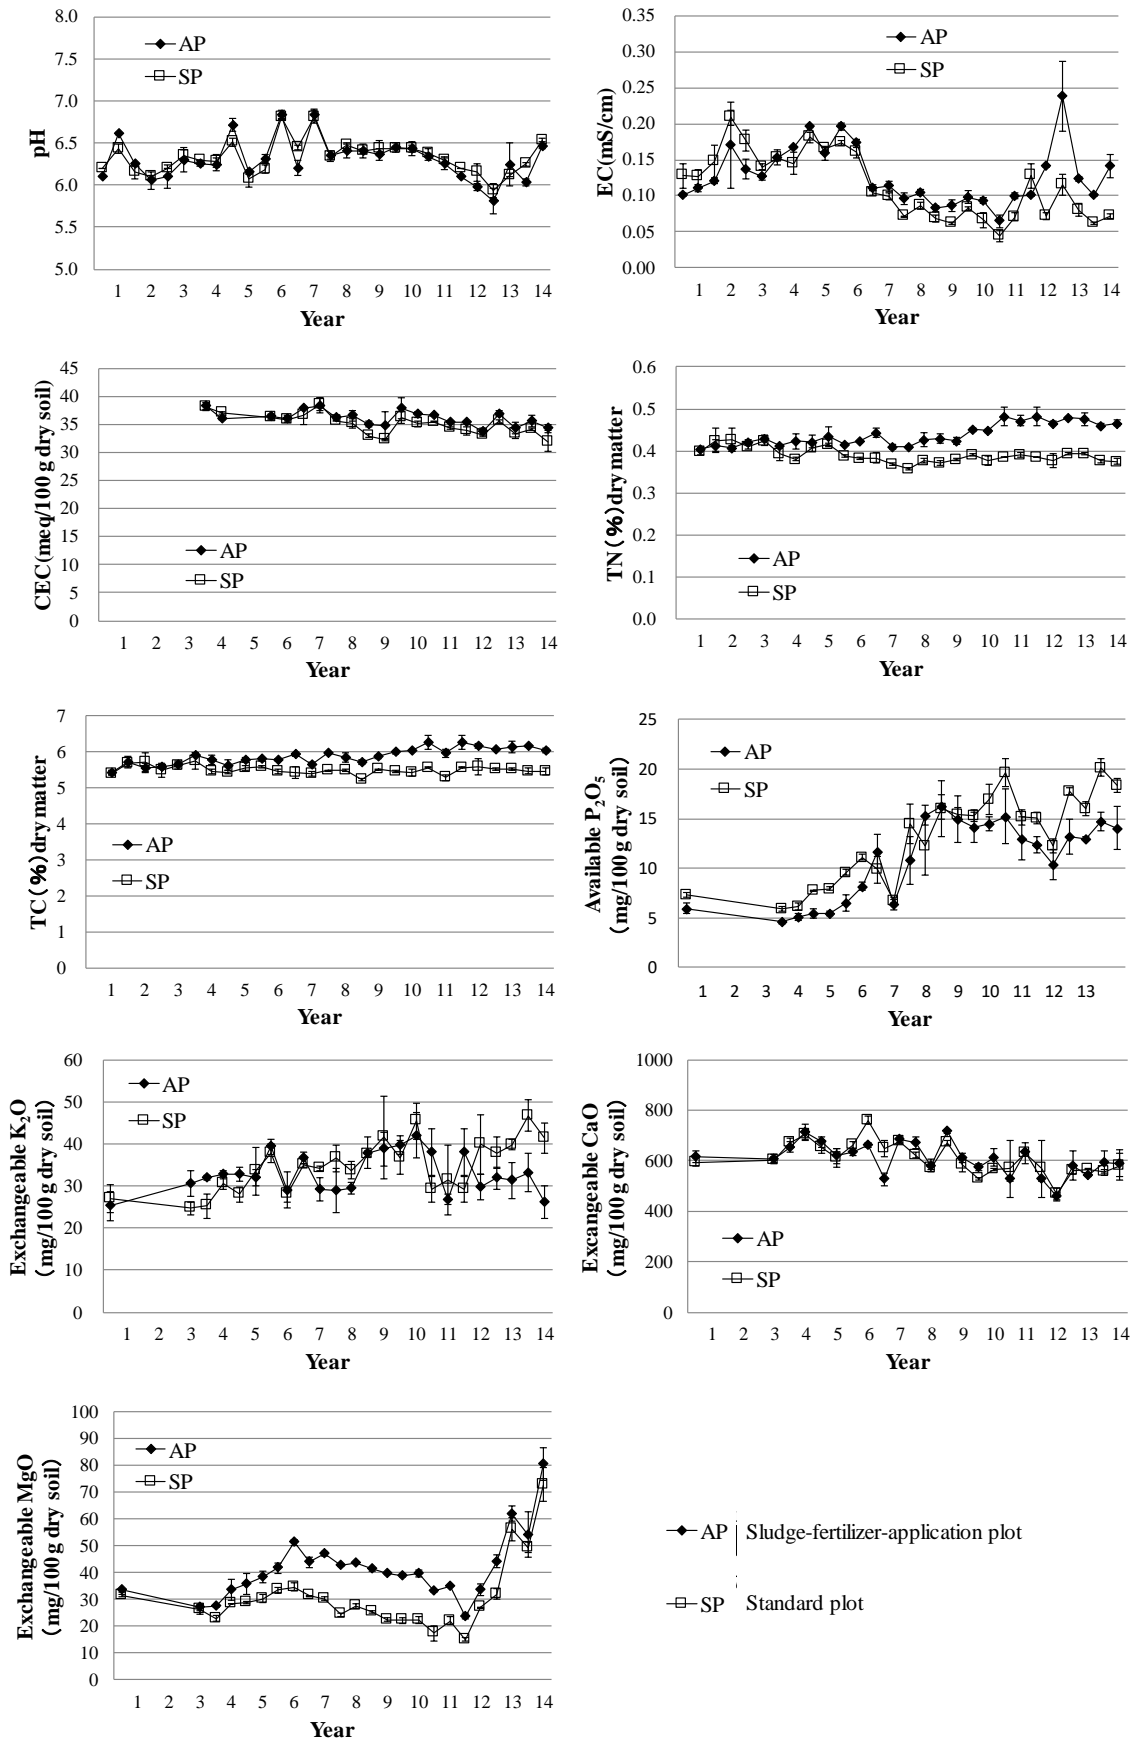 8.0
7.5
7.0
6.5
6.0
5.5
5.0
pH
AP
SP
1 2 3 4 5 6 7 8 9 10 11 12 13 14
Year
0.35
0.30
0.25
0.20
0.15
0.10
0.05
0.00
EC(mS/cm)
AP
SP
1 2 3 4 5 6 7 8 9 10 11 12 13 14
Year
45
40
35
30
25
20
15
10
5
0
CEC(meq/100 g dry soil)
AP
SP
1 2 3 4 5 6 7 8 9 10 11 12 13 14
Year
0.6
0.5
0.4
0.3
0.2
0.1
0.0
TN(%)dry matter
AP
SP
1 2 3 4 5 6 7 8 9 10 11 12 13 14
Year
7
6
5
4
3
2
1
0
TC(%)dry matter
AP
SP
1 2 3 4 5 6 7 8 9 10 11 12 13 14
Year
25
20
15
10
5
0
Available P₂O₅
(mg/100 g dry soil)
AP
SP
1 2 3 4 5 6 7 8 9 10 11 12 13
Year
60
50
40
30
20
10
0
Exchangeable K₂O
(mg/100 g dry soil)
AP
SP
1 2 3 4 5 6 7 8 9 10 11 12 13 14
Year
1000
800
600
400
200
0
Excangeable CaO
(mg/100 g dry soil)
AP
SP
1 2 3 4 5 6 7 8 9 10 11 12 13 14
Year
100
90
80
70
60
50
40
30
20
10
0
Exchangeable MgO
(mg/100 g dry soil)
AP
SP
1 2 3 4 5 6 7 8 9 10 11 12 13 14
Year
AP Sludge-fertilizer-application plot
SP Standard plot